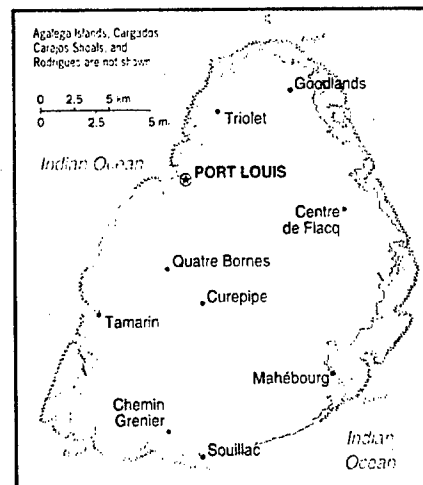 Agalega Islands, Cargados
Carajos Shoals, and
Rodrigues are not shown
0 2.5 5 km
0 2.5 5 m
Goodlands
Triolet
Indian Ocean
PORT LOUIS
Centre
de Flacq
Quatre Bornes
Curepipe
Tamarin
Mahébourg
Chemin
Grenier
Souillac
Indian
Ocean